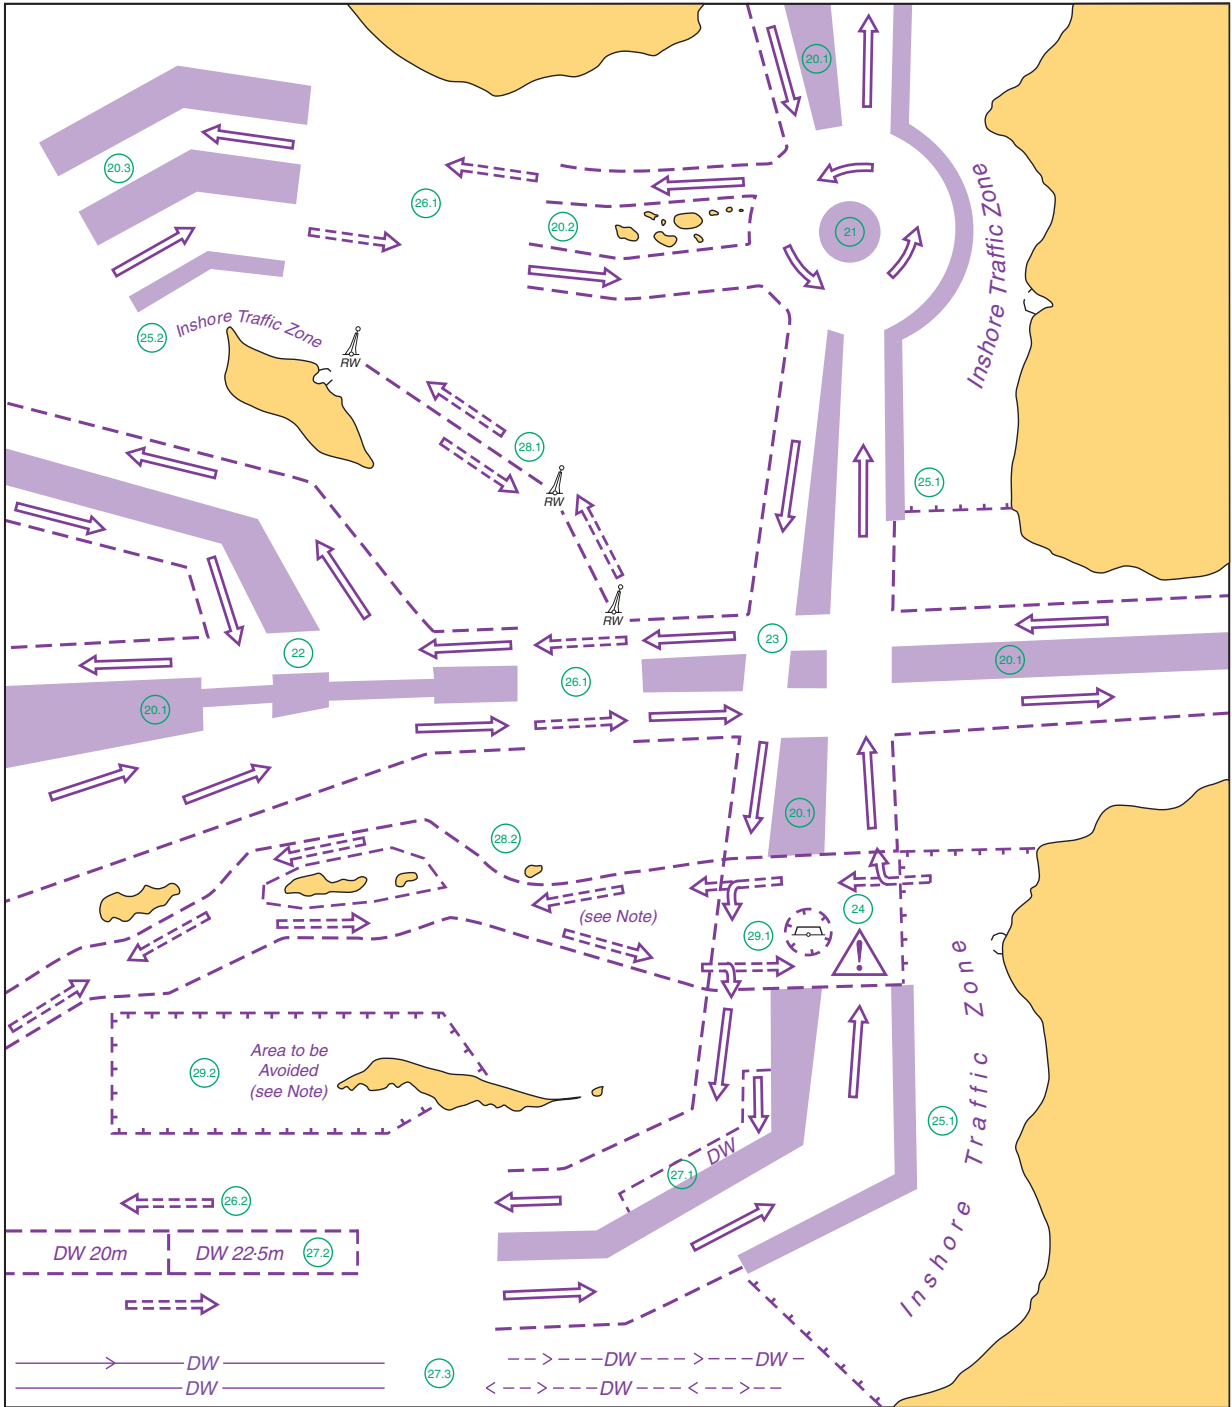 20.1
20.3
26.1
20.2
21
Inshore Traffic Zone
25.2
Inshore Traffic Zone
RW
28.1
RW
25.1
RW
23
22
20.1
26.1
20.1
20.1
28.2
(see Note)
24
29.1
!
Area to be
Avoided
(see Note)
29.2
Inshore Traffic Zone
25.1
DW
27.1
26.2
DW 20m
DW 22·5m
27.2
DW
DW
27.3
DW
DW
DW